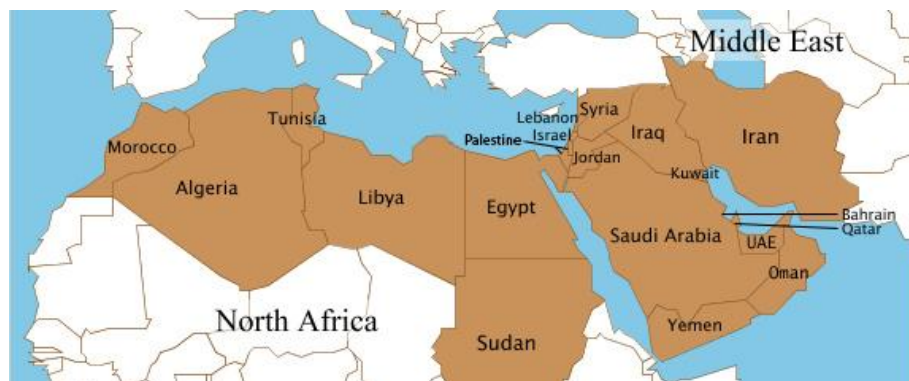 Middle East
Tunisia
Lebanon
Syria
Israel
Iraq
Iran
Morocco
Palestine
Jordan
Algeria
Kuwait
Libya
Egypt
Bahrain
Saudi Arabia
Qatar
UAE
Oman
North Africa
Yemen
Sudan